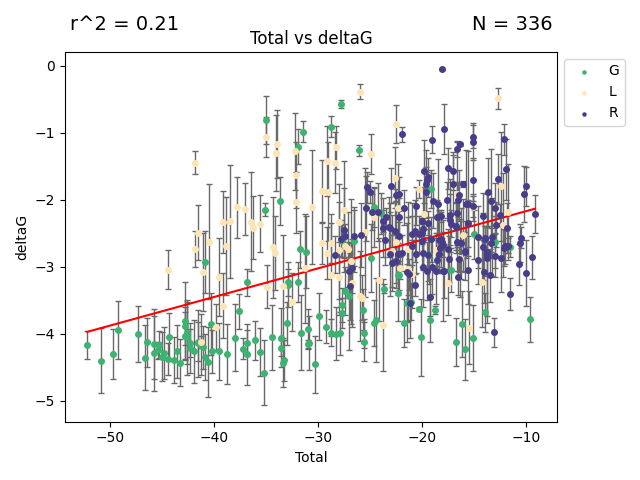 r^2 = 0.21
N = 336
Total vs deltaG
G
L
R
0
−1
−2
−3
−4
−5
deltaG
−50
−40
−30
−20
−10
Total